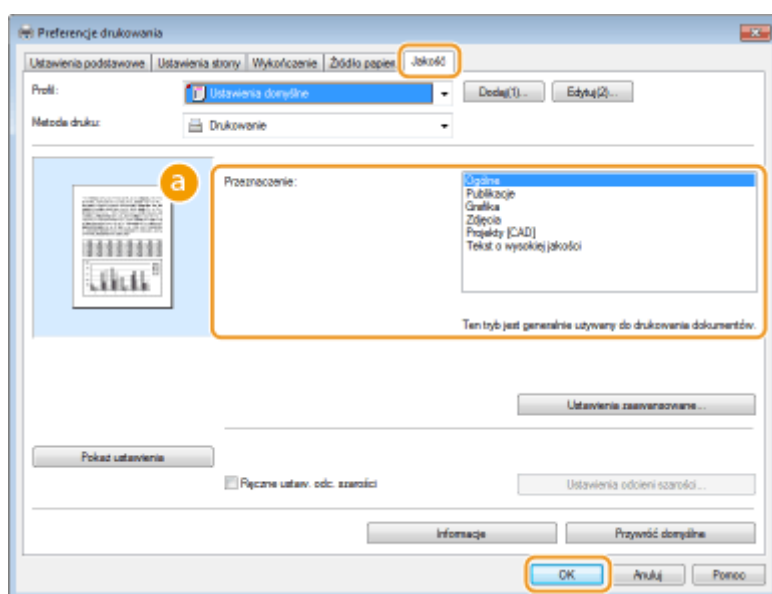 Preferencje drukowania
Ustawienia podstawowe Ustawienia strony Wykończenie Źródło papieru Jakość
Profil: Ustawienia domyślne Dodaj(1)... Edytuj(2)...
Metoda druku: Drukowanie
a
Przeznaczenie:
Ogólne
Publikacje
Grafika
Zdjęcia
Projekty [CAD]
Tekst o wysokiej jakości
Ten tryb jest generalnie używany do drukowania dokumentów.
Ustawienia zaawansowane...
Pokaż ustawienia
Ręczne ustaw. odc. szarości Ustawienia odcieni szarości...
Informacje Przywróć domyślne
OK Anuluj Pomoc